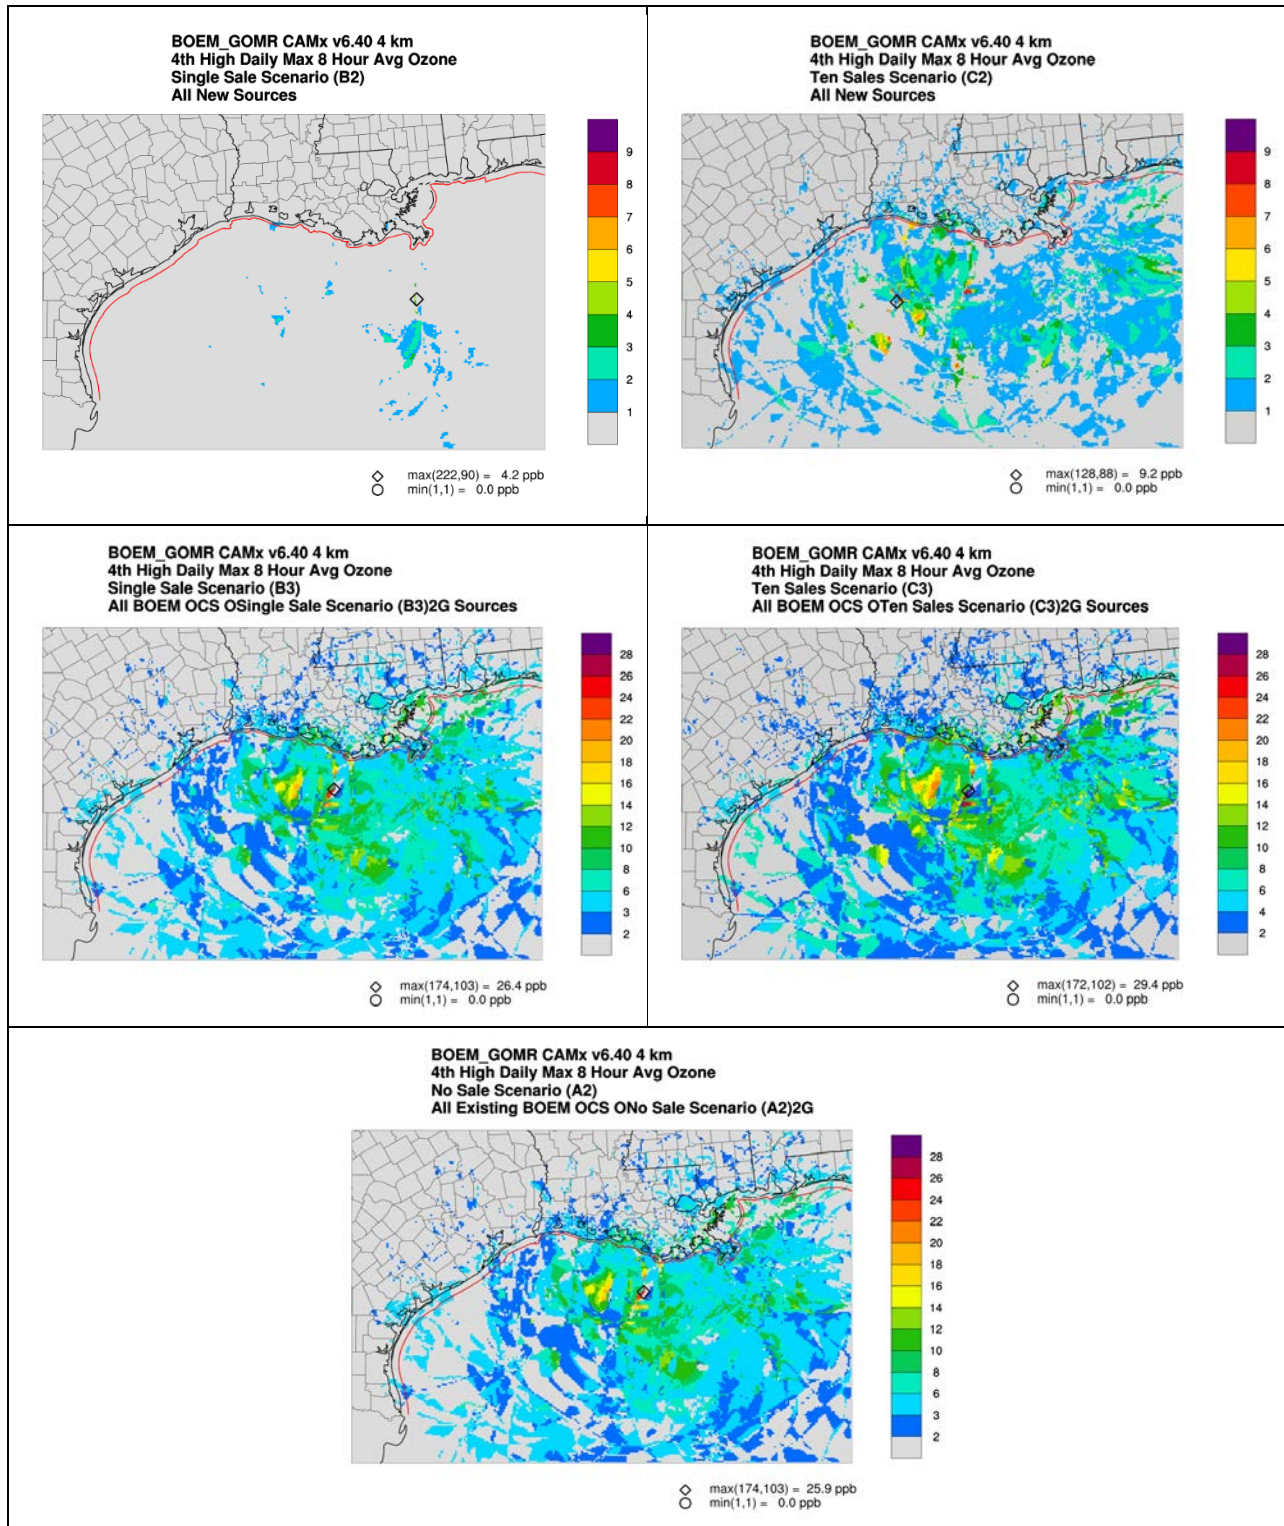 BOEM_GOMR CAMx v6.40 4 km
4th High Daily Max 8 Hour Avg Ozone
Single Sale Scenario (B2)
All New Sources
9
8
7
6
5
4
3
2
1
max(222,90) = 4.2 ppb
min(1,1) = 0.0 ppb
BOEM_GOMR CAMx v6.40 4 km
4th High Daily Max 8 Hour Avg Ozone
Ten Sales Scenario (C2)
All New Sources
9
8
7
6
5
4
3
2
1
max(128,88) = 9.2 ppb
min(1,1) = 0.0 ppb
BOEM_GOMR CAMx v6.40 4 km
4th High Daily Max 8 Hour Avg Ozone
Single Sale Scenario (B3)
All BOEM OCS OSingle Sale Scenario (B3)2G Sources
28
26
24
22
20
18
16
14
12
10
8
6
3
2
max(174,103) = 26.4 ppb
min(1,1) = 0.0 ppb
BOEM_GOMR CAMx v6.40 4 km
4th High Daily Max 8 Hour Avg Ozone
Ten Sales Scenario (C3)
All BOEM OCS OTen Sales Scenario (C3)2G Sources
28
26
24
22
20
18
16
14
12
10
8
6
4
2
max(172,102) = 29.4 ppb
min(1,1) = 0.0 ppb
BOEM_GOMR CAMx v6.40 4 km
4th High Daily Max 8 Hour Avg Ozone
No Sale Scenario (A2)
All Existing BOEM OCS ONo Sale Scenario (A2)2G
28
26
24
22
20
18
16
14
12
10
8
6
3
2
max(174,103) = 25.9 ppb
min(1,1) = 0.0 ppb